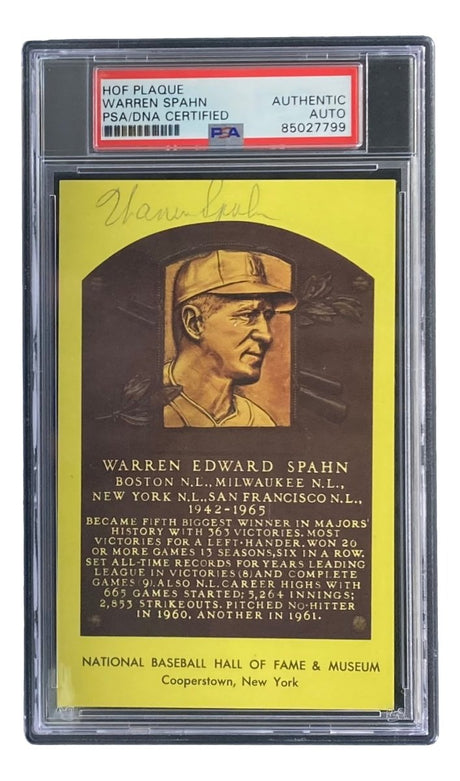 HOF PLAQUE
WARREN SPAHN
PSA/DNA CERTIFIED
AUTHENTIC
AUTO
85027799
PSA
Warren Spahn
WARREN EDWARD SPAHN
BOSTON N.L., MILWAUKEE N.L.,
NEW YORK N.L., SAN FRANCISCO N.L.,
1942-1965
BECAME FIFTH BIGGEST WINNER IN MAJORS'
HISTORY WITH 363 VICTORIES. MOST
VICTORIES FOR A LEFT-HANDER. WON 20
OR MORE GAMES 13 SEASONS, SIX IN A ROW.
SET ALL-TIME RECORDS FOR YEARS LEADING
LEAGUE IN VICTORIES (8) AND COMPLETE
GAMES (9). ALSO N.L. CAREER HIGHS WITH
665 GAMES STARTED; 5,264 INNINGS;
2,853 STRIKEOUTS. PITCHED NO-HITTER
IN 1960, ANOTHER IN 1961.
NATIONAL BASEBALL HALL OF FAME & MUSEUM
Cooperstown, New York